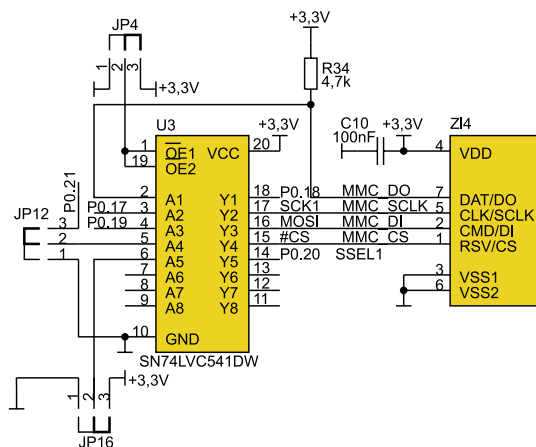 JP4
1 2 3
+3,3V
+3,3V
R34
4,7k
U3
+3,3V
C10
100nF
+3,3V
ZI4
1 OE1
19 OE2
VCC 20
4 VDD
P0.21
2 A1 Y1 18 P0.18 MMC_DO 7 DAT/DO
P0.17 3 A2 Y2 17 SCK1 MMC_SCLK 5 CLK/SCLK
P0.19 4 A3 Y3 16 MOSI MMC_DI 2 CMD/DI
5 A4 Y4 15 #CS MMC_CS 1 RSV/CS
6 A5 Y5 14 P0.20 SSEL1
7 A6 Y6 13
8 A7 Y7 12
9 A8 Y8 11
3 VSS1
6 VSS2
JP12
3
2
1
10 GND
SN74LVC541DW
1 2 3
+3,3V
JP16